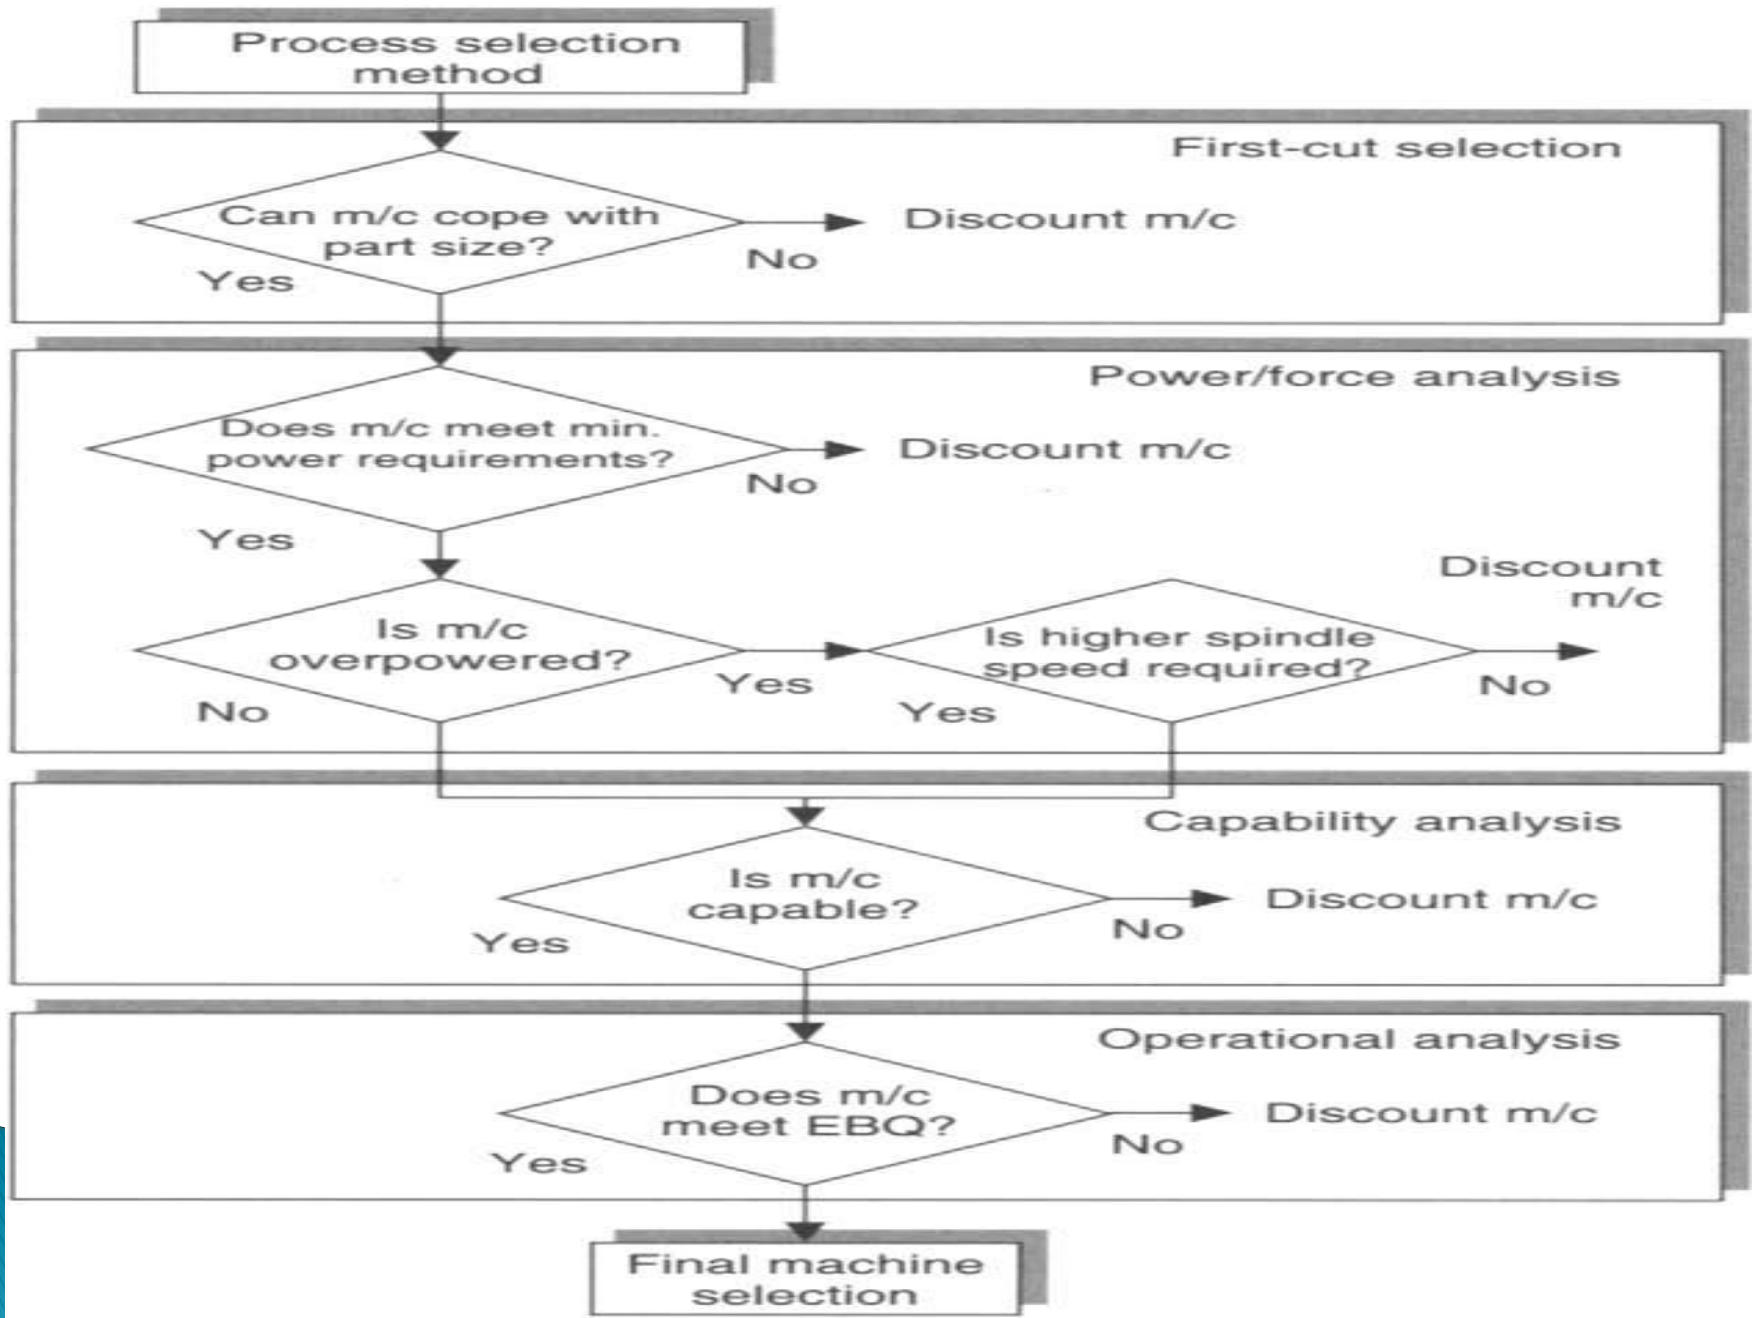 Process selection
method
First-cut selection
Can m/c cope with
part size?
Discount m/c
No
Yes
Power/force analysis
Does m/c meet min.
power requirements?
Discount m/c
No
Yes
Discount
m/c
Is m/c
overpowered?
Is higher spindle
speed required?
Yes
No
No
Yes
Capability analysis
Is m/c
capable?
Discount m/c
No
Yes
Operational analysis
Does m/c
meet EBQ?
Discount m/c
No
Yes
Final machine
selection